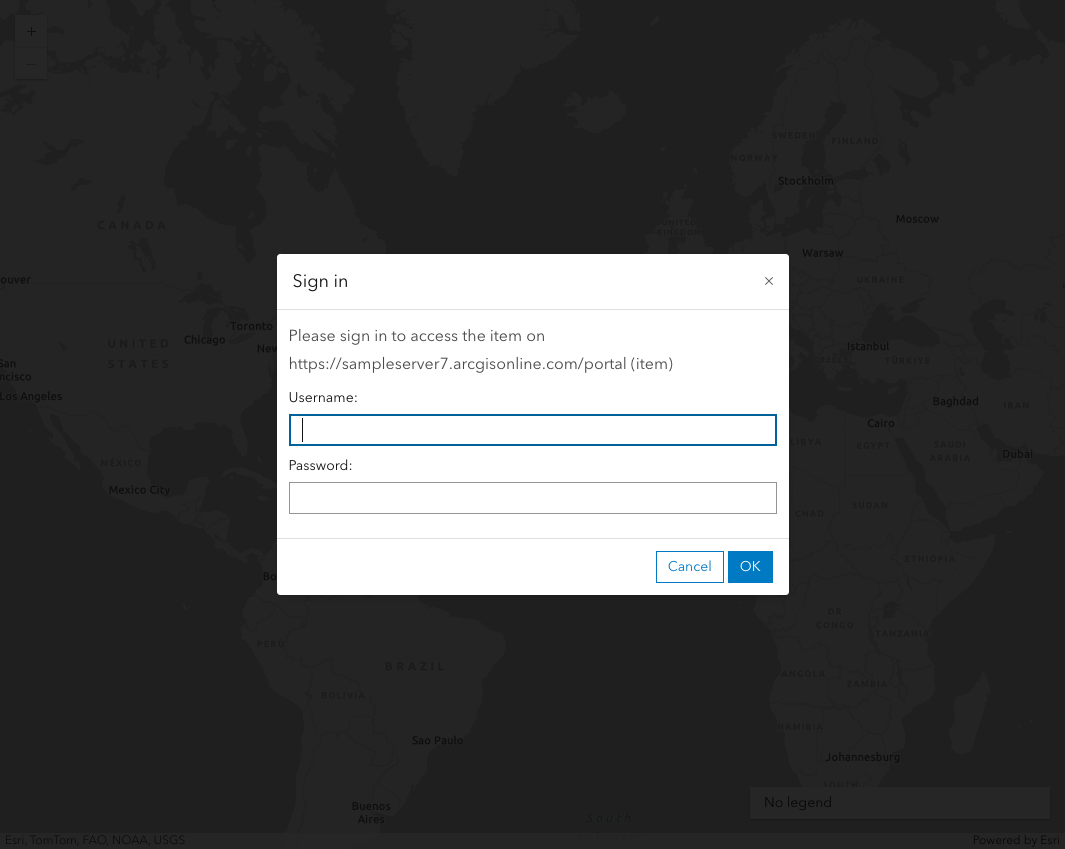 +
−
SWEDEN
FINLAND
NORWAY
Stockholm
Moscow
CANADA
UNITED
KINGDOM
Warsaw
ouver
UKRAINE
Sign in
×
Please sign in to access the item on
https://sampleserver7.arcgisonline.com/portal (item)
Username:
Password:
Cancel
OK
Toronto
Chicago
New
UNITED
STATES
San
ncisco
Los Angeles
Istanbul
TÜRKIYE
Baghdad
IRAN
Cairo
LIBYA
EGYPT
SAUDI
ARABIA
Dubai
MÉXICO
Mexico City
CHAD
SUDAN
ETHIOPIA
Bo
DR
CONGO
TANZANIA
PERÚ
BRAZIL
ANGOLA
ZAMBIA
BOLIVIA
NAMIBIA
Sao Paulo
Johannesburg
SOUTH
No legend
Buenos
Aires
South
Esri, TomTom, FAO, NOAA, USGS
Powered by Esri